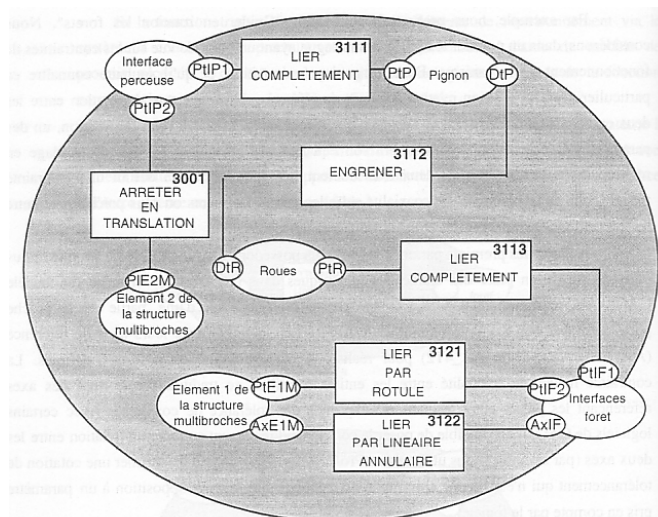 Interface
perceuse
PtIP1
PtIP2
3111
LIER
COMPLETEMENT
PtP
Pignon
DtP
3001
ARRETER
EN
TRANSLATION
3112
ENGRENER
PlE2M
Element 2 de
la structure
multibroches
DtR
Roues
PtR
3113
LIER
COMPLETEMENT
3121
LIER
PAR
ROTULE
PtE1M
Element 1 de
la structure
multibroches
AxE1M
3122
LIER
PAR LINEAIRE
ANNULAIRE
PtIF1
PtIF2
Interfaces
foret
AxIF